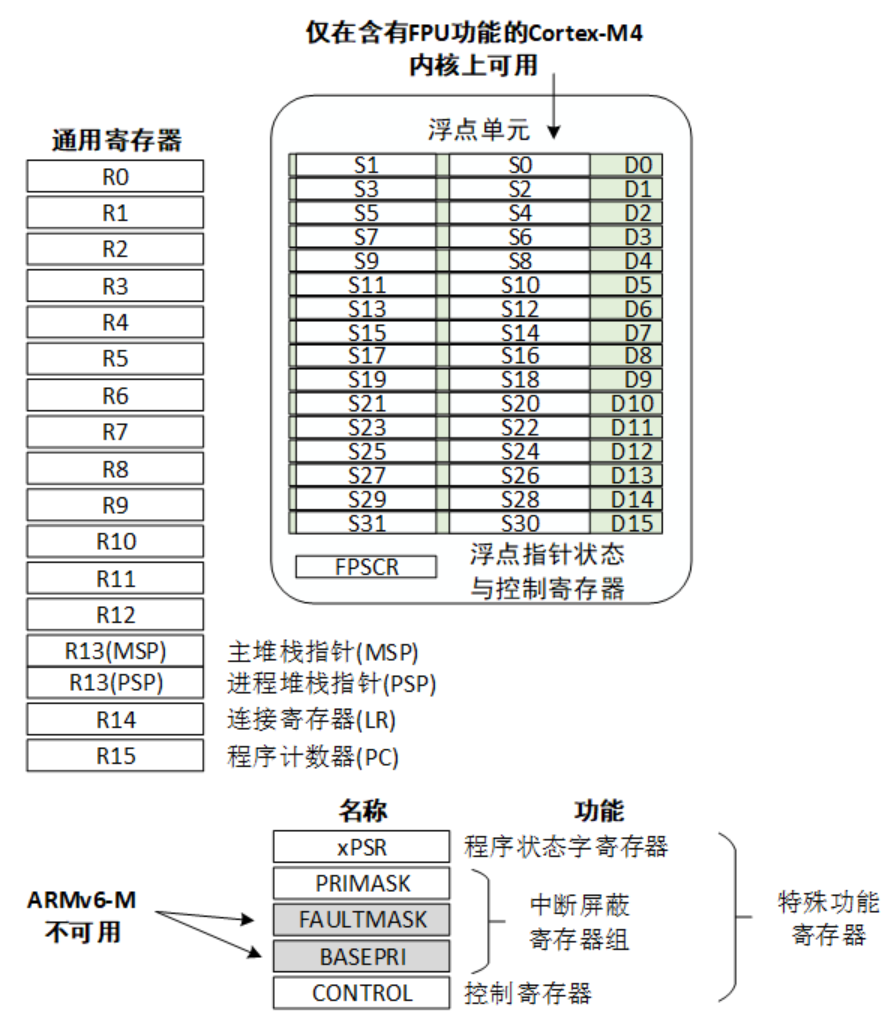 仅在含有FPU功能的Cortex-M4
内核上可用
通用寄存器
R0
R1
R2
R3
R4
R5
R6
R7
R8
R9
R10
R11
R12
R13(MSP) 主堆栈指针(MSP)
R13(PSP) 进程堆栈指针(PSP)
R14 连接寄存器(LR)
R15 程序计数器(PC)
浮点单元
S1 S0 D0
S3 S2 D1
S5 S4 D2
S7 S6 D3
S9 S8 D4
S11 S10 D5
S13 S12 D6
S15 S14 D7
S17 S16 D8
S19 S18 D9
S21 S20 D10
S23 S22 D11
S25 S24 D12
S27 S26 D13
S29 S28 D14
S31 S30 D15
FPSCR
浮点指针状态
与控制寄存器
名称 功能
xPSR 程序状态字寄存器
PRIMASK
FAULTMASK
BASEPRI
CONTROL 控制寄存器
ARMv6-M
不可用
中断屏蔽
寄存器组
特殊功能
寄存器